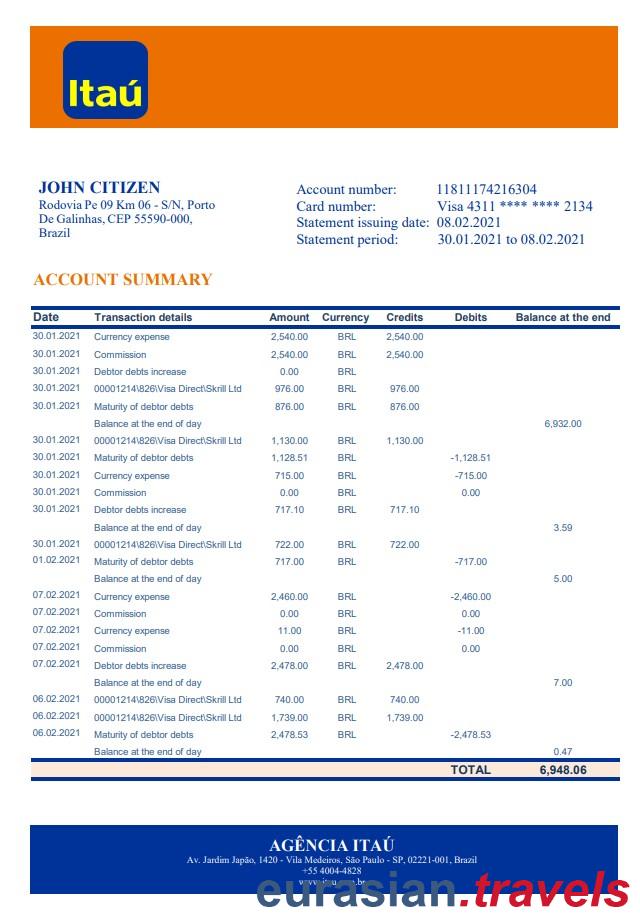 Itaú
JOHN CITIZEN
Rodovia Pe 09 Km 06 - S/N, Porto
De Galinhas, CEP 55590-000,
Brazil
Account number: 11811174216304
Card number: Visa 4311 **** **** 2134
Statement issuing date: 08.02.2021
Statement period: 30.01.2021 to 08.02.2021
ACCOUNT SUMMARY
Date Transaction details Amount Currency Credits Debits Balance at the end
30.01.2021 Currency expense 2,540.00 BRL 2,540.00
30.01.2021 Commission 2,540.00 BRL 2,540.00
30.01.2021 Debtor debts increase 0.00 BRL
30.01.2021 00001214\826\Visa Direct\Skrill Ltd 976.00 BRL 976.00
30.01.2021 Maturity of debtor debts 876.00 BRL 876.00
Balance at the end of day 6,932.00
30.01.2021 00001214\826\Visa Direct\Skrill Ltd 1,130.00 BRL 1,130.00
30.01.2021 Maturity of debtor debts 1,128.51 BRL -1,128.51
30.01.2021 Currency expense 715.00 BRL -715.00
30.01.2021 Commission 0.00 BRL 0.00
30.01.2021 Debtor debts increase 717.10 BRL 717.10
Balance at the end of day 3.59
30.01.2021 00001214\826\Visa Direct\Skrill Ltd 722.00 BRL 722.00
01.02.2021 Maturity of debtor debts 717.00 BRL -717.00
Balance at the end of day 5.00
07.02.2021 Currency expense 2,460.00 BRL -2,460.00
07.02.2021 Commission 0.00 BRL 0.00
07.02.2021 Currency expense 11.00 BRL -11.00
07.02.2021 Commission 0.00 BRL 0.00
07.02.2021 Debtor debts increase 2,478.00 BRL 2,478.00
Balance at the end of day 7.00
06.02.2021 00001214\826\Visa Direct\Skrill Ltd 740.00 BRL 740.00
06.02.2021 00001214\826\Visa Direct\Skrill Ltd 1,739.00 BRL 1,739.00
06.02.2021 Maturity of debtor debts 2,478.53 BRL -2,478.53
Balance at the end of day 0.47
TOTAL 6,948.06
AGÊNCIA ITAÚ
Av. Jardim Japão, 1420 - Vila Medeiros, São Paulo - SP, 02221-001, Brazil
+55 4004-4828
eurasian.travels